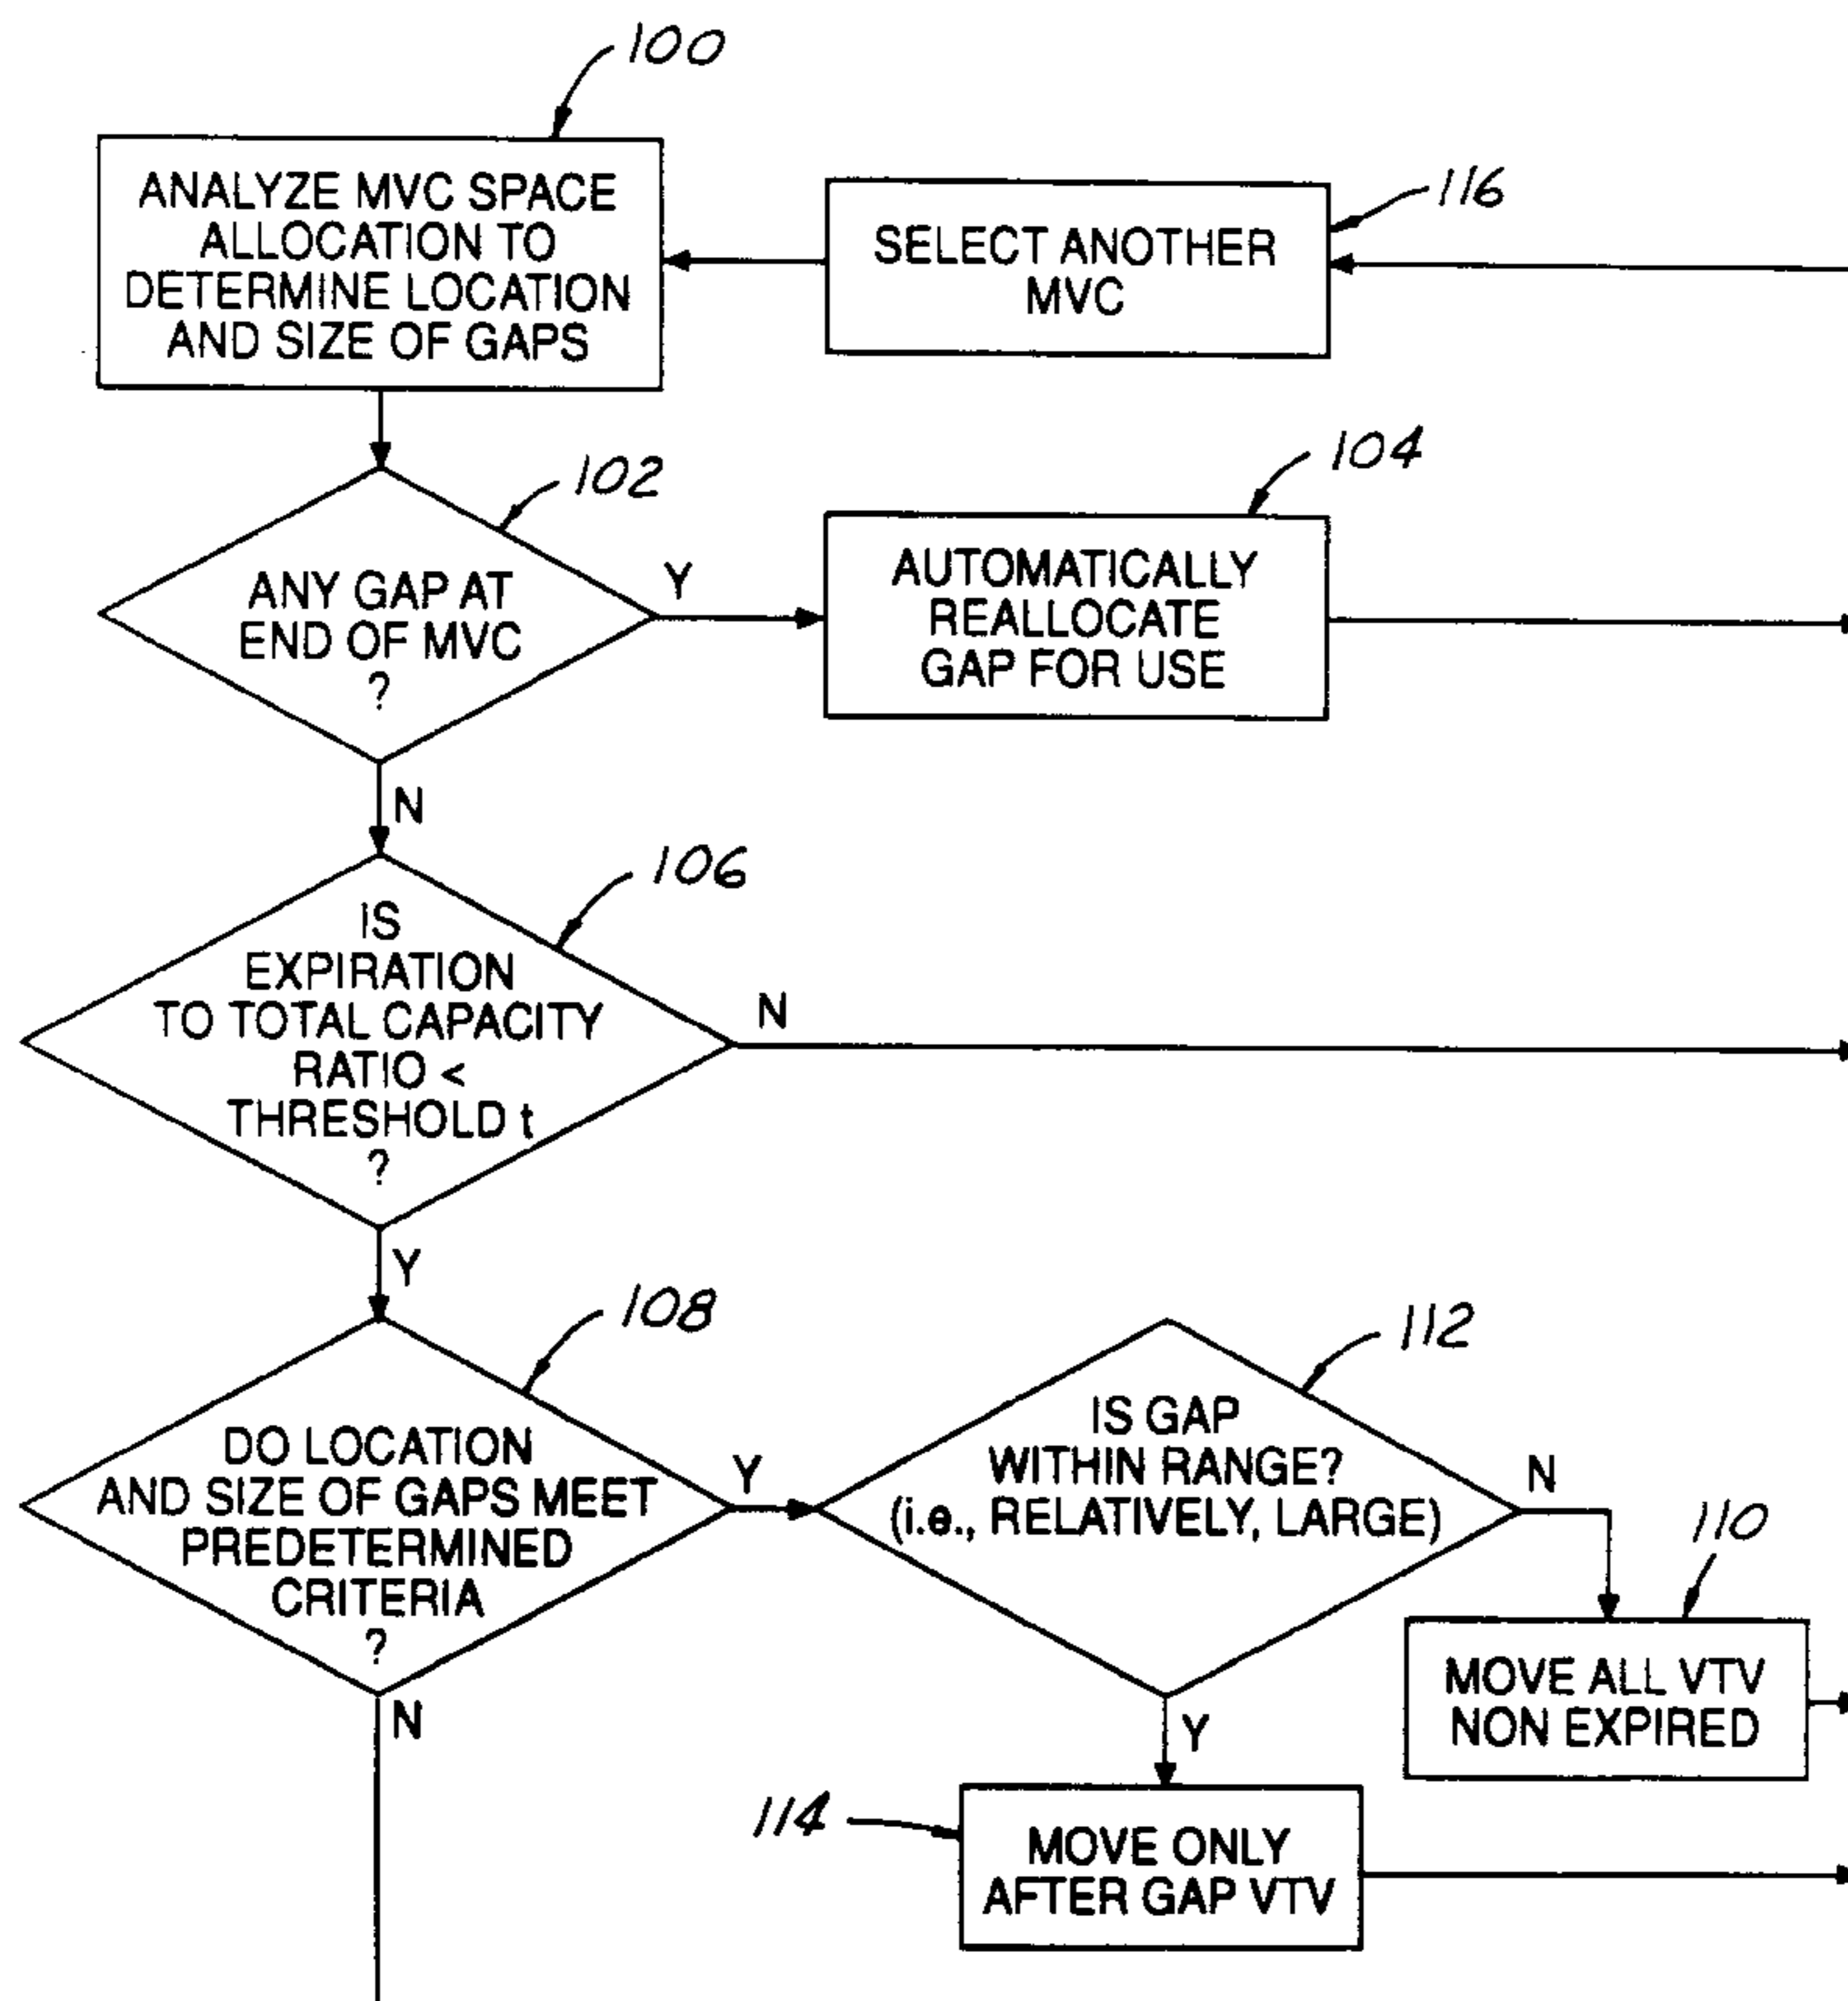 100
ANALYZE MVC SPACE
ALLOCATION TO
DETERMINE LOCATION
AND SIZE OF GAPS
116
SELECT ANOTHER
MVC
102
ANY GAP AT
END OF MVC
?
Y
104
AUTOMATICALLY
REALLOCATE
GAP FOR USE
N
106
IS
EXPIRATION
TO TOTAL CAPACITY
RATIO <
THRESHOLD t
?
N
Y
108
DO LOCATION
AND SIZE OF GAPS MEET
PREDETERMINED
CRITERIA
?
Y
112
IS GAP
WITHIN RANGE?
(i.e., RELATIVELY, LARGE)
N
110
MOVE ALL VTV
NON EXPIRED
N
Y
114
MOVE ONLY
AFTER GAP VTV